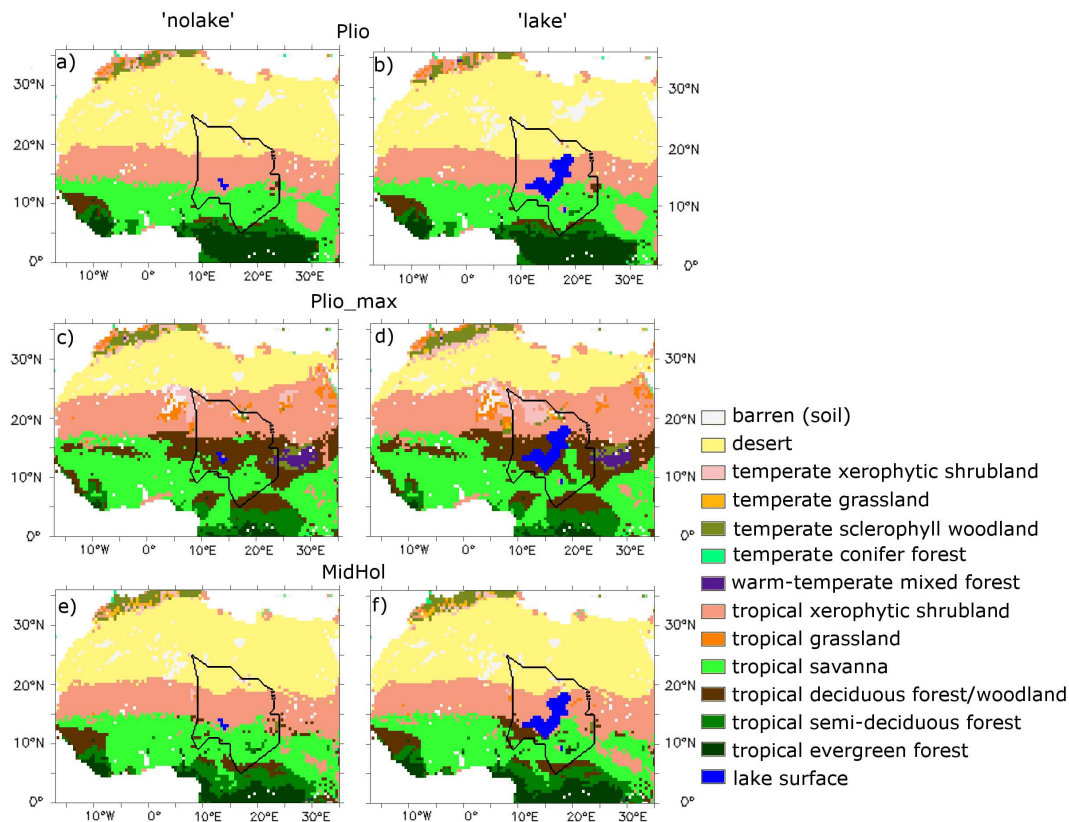 'nolake'
'lake'
Plio
a)
b)
30°N
20°N
10°N
0°
30°N
20°N
10°N
0°
10°W
0°
10°E
20°E
30°E
10°W
0°
10°E
20°E
30°E
Plio_max
c)
d)
30°N
20°N
10°N
0°
30°N
20°N
10°N
0°
10°W
0°
10°E
20°E
30°E
10°W
0°
10°E
20°E
30°E
MidHol
e)
f)
30°N
20°N
10°N
0°
30°N
20°N
10°N
0°
10°W
0°
10°E
20°E
30°E
10°W
0°
10°E
20°E
30°E
barren (soil)
desert
temperate xerophytic shrubland
temperate grassland
temperate sclerophyll woodland
temperate conifer forest
warm-temperate mixed forest
tropical xerophytic shrubland
tropical grassland
tropical savanna
tropical deciduous forest/woodland
tropical semi-deciduous forest
tropical evergreen forest
lake surface